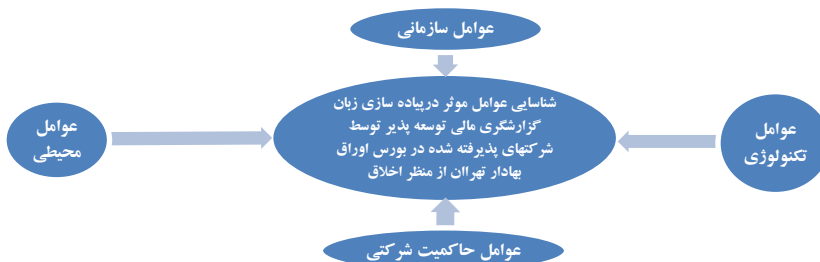 عوامل سازمانی
شناسایی عوامل موثر درپیاده سازی زبان
گزارشگری مالی توسعه پذیر توسط
شرکتهای پذیرفته شده در بورس اوراق
بهادار تهراان از منظر اخلاق
عوامل
تکنولوژی
عوامل
محیطی
عوامل حاکمیت شرکتی